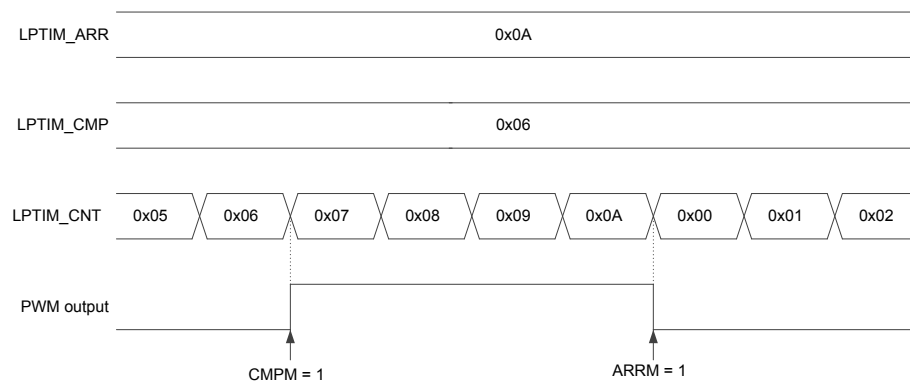 LPTIM_ARR 0x0A
LPTIM_CMP 0x06
LPTIM_CNT 0x05 0x06 0x07 0x08 0x09 0x0A 0x00 0x01 0x02
PWM output
CMPM = 1 ARRM = 1